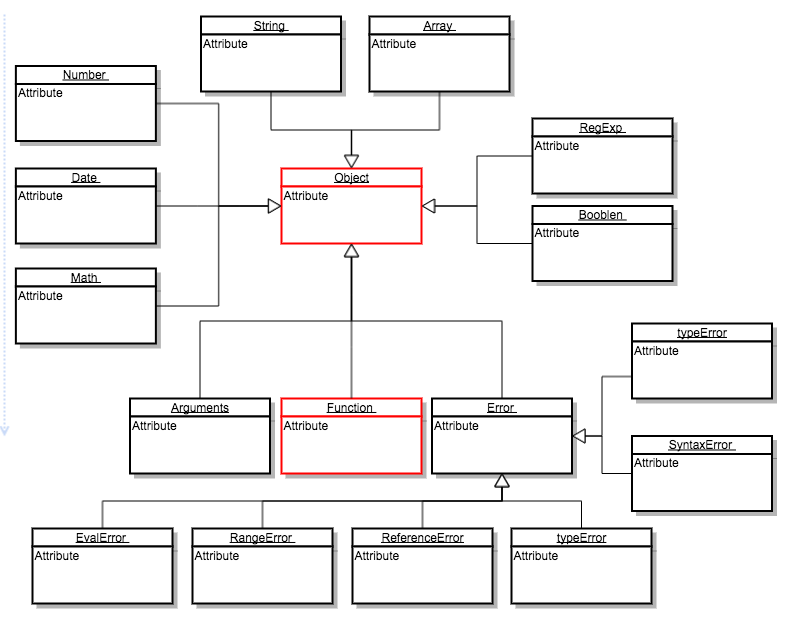 String
Attribute
Array
Attribute
Number
Attribute
RegExp
Attribute
Date
Attribute
Object
Attribute
Booblen
Attribute
Math
Attribute
typeError
Attribute
Arguments
Attribute
Function
Attribute
Error
Attribute
SyntaxError
Attribute
EvalError
Attribute
RangeError
Attribute
ReferenceError
Attribute
typeError
Attribute